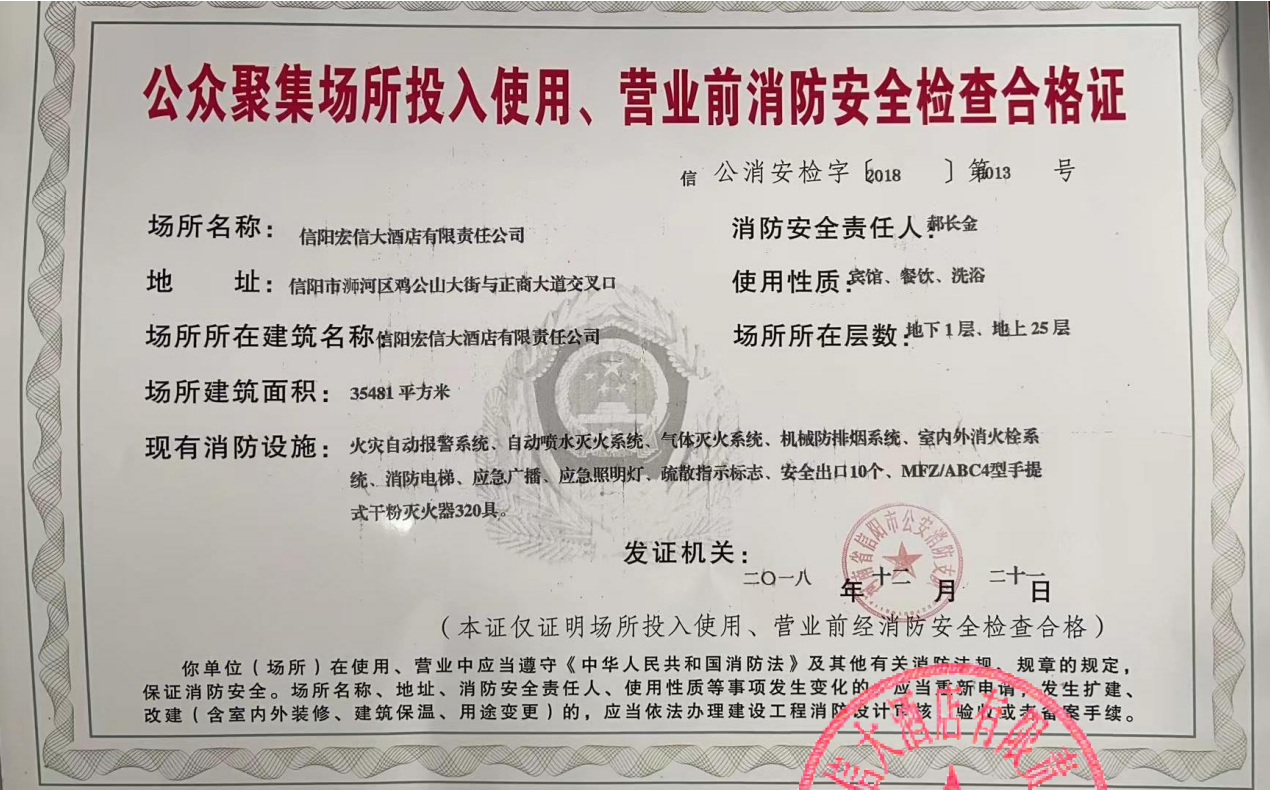 公众聚集场所投入使用、营业前消防安全检查合格证
信 公消安检字〔2018 〕第0013 号
场所名称：信阳宏信大酒店有限责任公司 消防安全责任人：郝长金
地 址：信阳市浉河区鸡公山大街与正商大道交叉口 使用性质：宾馆、餐饮、洗浴
场所所在建筑名称 信阳宏信大酒店有限责任公司 场所所在层数：地下1层、地上25层
场所建筑面积：35481平方米
现有消防设施：火灾自动报警系统、自动喷水灭火系统、气体灭火系统、机械防排烟系统、室内外消火栓系
统、消防电梯、应急广播、应急照明灯、疏散指示标志、安全出口10个、MFZ/ABC4型手提
式干粉灭火器320具。
河南省信阳市公安消防支队
发证机关：
二〇一八 年 十二 月 二十一 日
（本证仅证明场所投入使用、营业前经消防安全检查合格）
你单位（场所）在使用、营业中应当遵守《中华人民共和国消防法》及其他有关消防法规、规章的规定，
保证消防安全。场所名称、地址、消防安全责任人、使用性质等事项发生变化的，应当重新申请，发生扩建、
改建（含室内外装修、建筑保温、用途变更）的，应当依法办理建设工程消防设计审核、验收或者备案手续。
信大酒店有限责